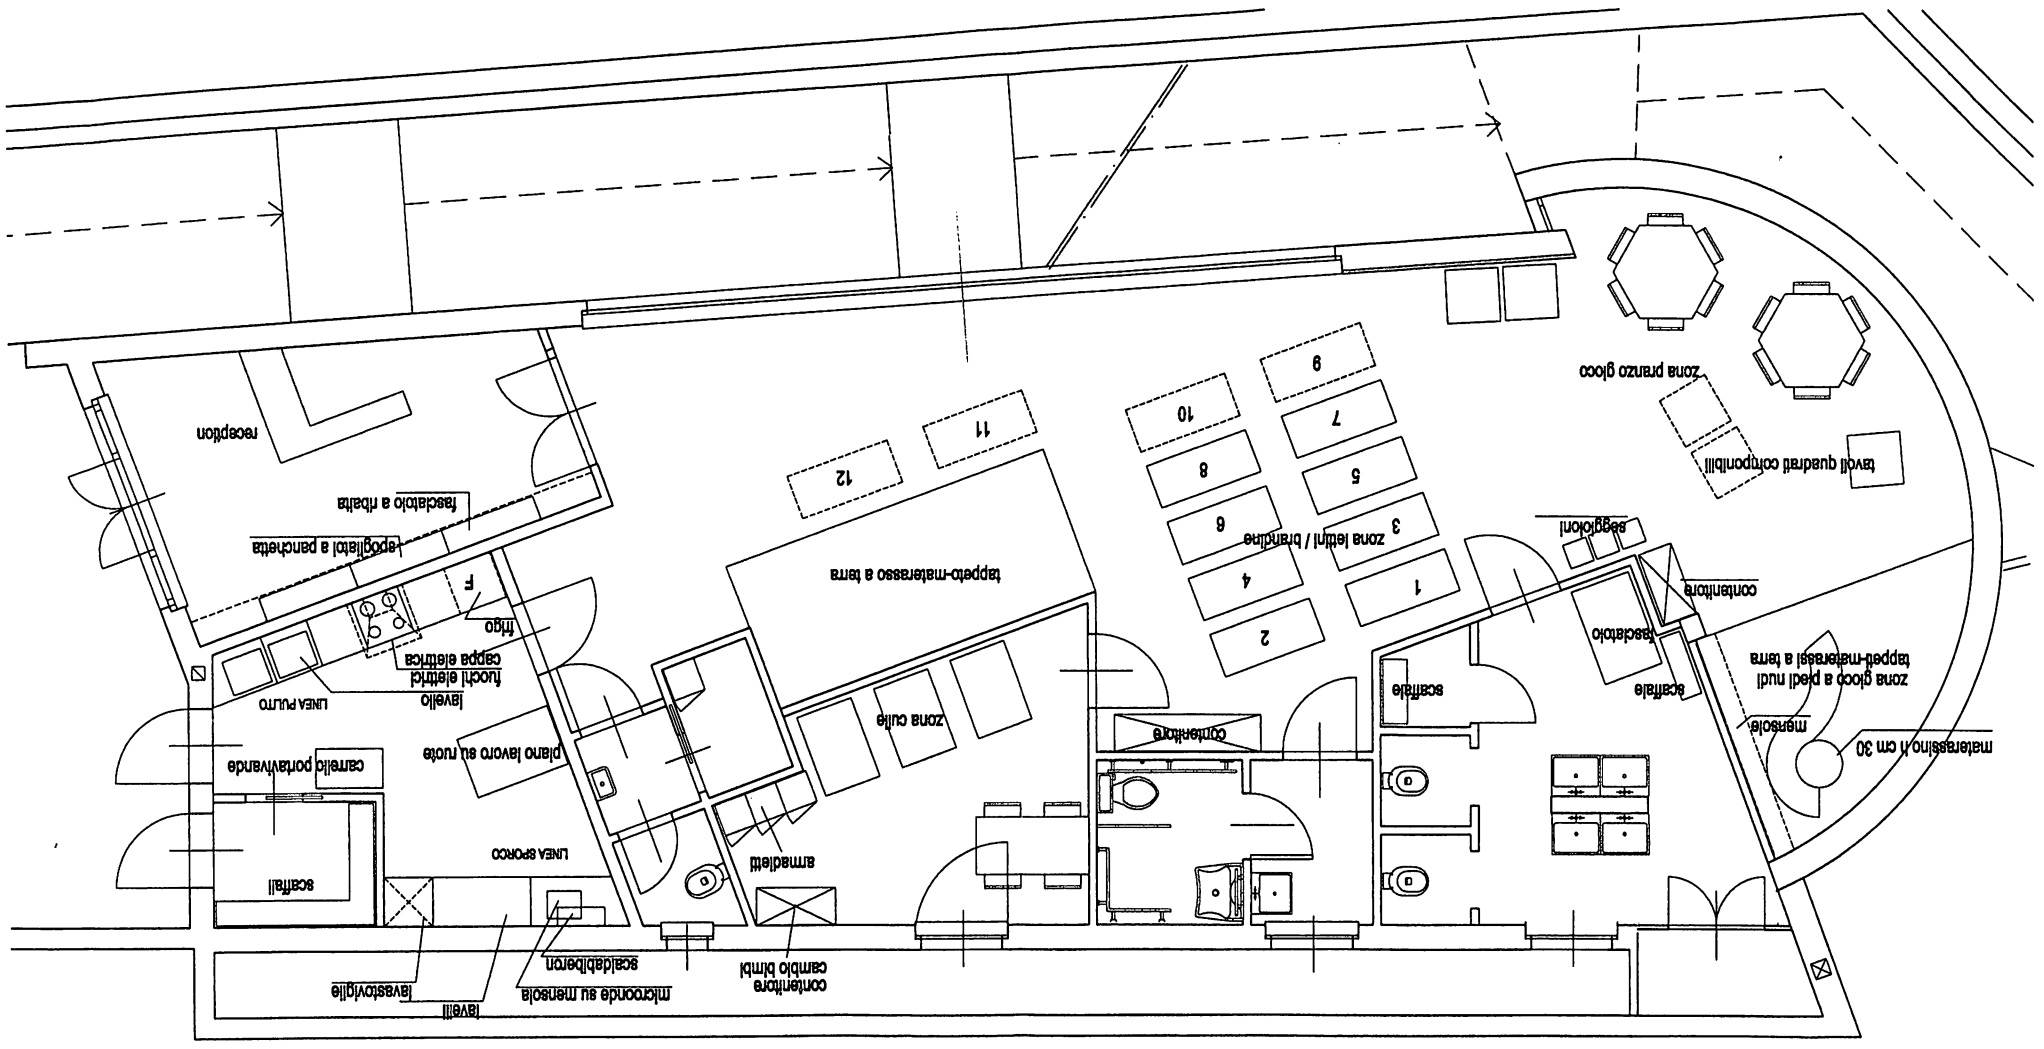 lavelli
microonde su mensola
lavastoviglie
contenitore
cambio bimbi
scaldabiberon
scaffali
armadietti
LINEA SPORCO
carrello portavivande
piano lavoro su ruote
materassino h cm 30
mensole
contenitore
zona culle
LINEA PULITO
lavello
fuochi elettrici
cappa elettrica
zona gioco a piedi nudi
tappeti-materassi a terra
scaffale
scaffale
fasciatoio
2
frigo
contenitore
1
4
F
tappeto-materasso a terra
spogliatoi a panchetta
zona lettini / brandine
3
6
seggioloni
fasciatoio a ribalta
12
5
8
tavoli quadrati componibili
reception
11
7
10
zona pranzo gioco
9